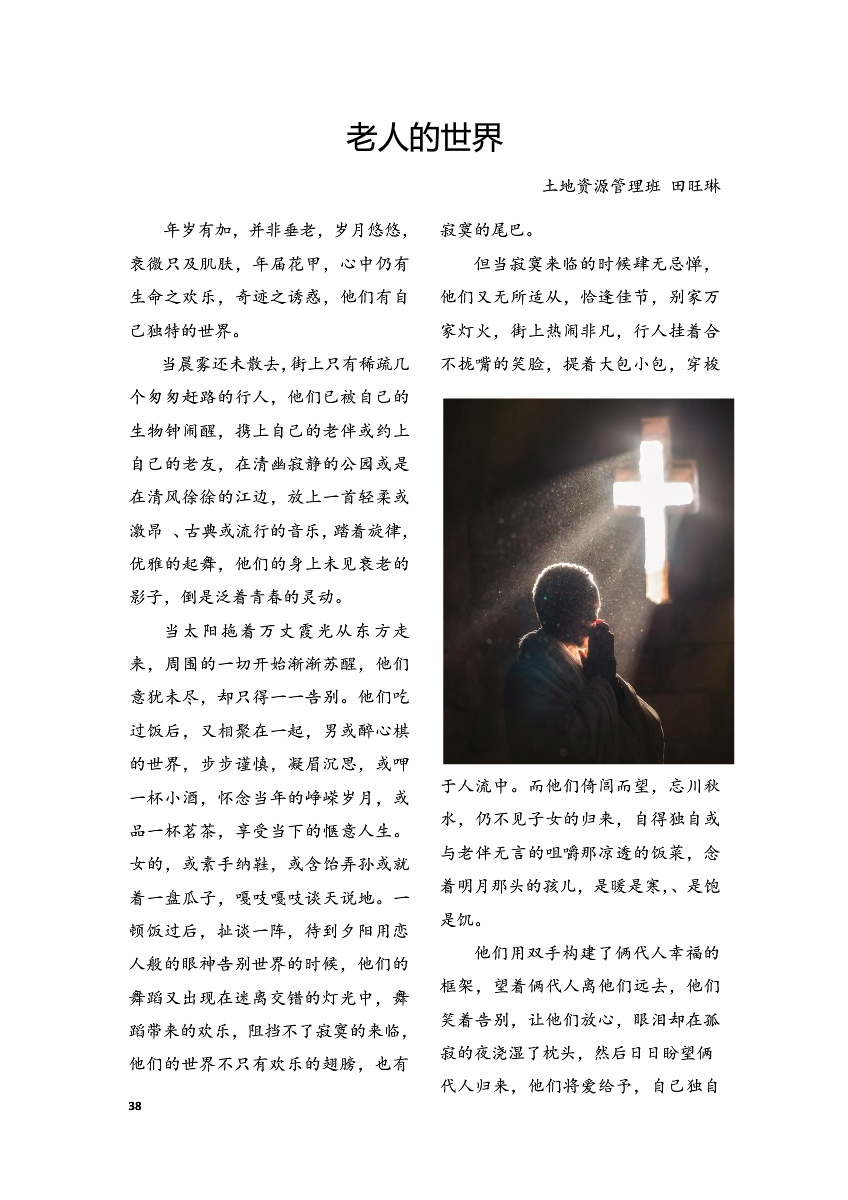 老人的世界
土地资源管理班 田旺琳
年岁有加，并非垂老，岁月悠悠，
衰微只及肌肤，年届花甲，心中仍有
生命之欢乐，奇迹之诱惑，他们有自
己独特的世界。
当晨雾还未散去，街上只有稀疏几
个匆匆赶路的行人，他们已被自己的
生物钟闹醒，携上自己的老伴或约上
自己的老友，在清幽寂静的公园或是
在清风徐徐的江边，放上一首轻柔或
激昂 、古典或流行的音乐，踏着旋律，
优雅的起舞，他们的身上未见衰老的
影子，倒是泛着青春的灵动。
当太阳拖着万丈霞光从东方走
来，周围的一切开始渐渐苏醒，他们
意犹未尽，却只得一一告别。他们吃
过饭后，又相聚在一起，男或醉心棋
的世界，步步谨慎，凝眉沉思，或呷
一杯小酒，怀念当年的峥嵘岁月，或
品一杯茗茶，享受当下的惬意人生。
女的，或素手纳鞋，或含饴弄孙或就
着一盘瓜子，嘎吱嘎吱谈天说地。一
顿饭过后，扯谈一阵，待到夕阳用恋
人般的眼神告别世界的时候，他们的
舞蹈又出现在迷离交错的灯光中，舞
蹈带来的欢乐，阻挡不了寂寞的来临，
他们的世界不只有欢乐的翅膀，也有
寂寞的尾巴。
但当寂寞来临的时候肆无忌惮，
他们又无所适从，恰逢佳节，别家万
家灯火，街上热闹非凡，行人挂着合
不拢嘴的笑脸，提着大包小包，穿梭
于人流中。而他们倚闾而望，忘川秋
水，仍不见子女的归来，自得独自或
与老伴无言的咀嚼那凉透的饭菜，念
着明月那头的孩儿，是暖是寒，、是饱
是饥。
他们用双手构建了俩代人幸福的
框架，望着俩代人离他们远去，他们
笑着告别，让他们放心，眼泪却在孤
寂的夜浇湿了枕头，然后日日盼望俩
代人归来，他们将爱给予，自己独自
38